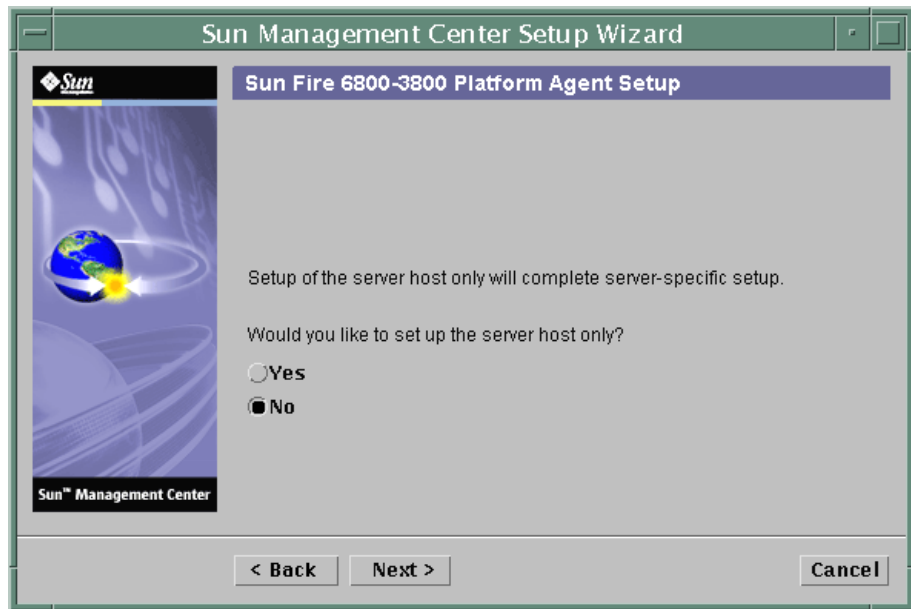 Sun Management Center Setup Wizard
Sun
Sun Fire 6800-3800 Platform Agent Setup
Setup of the server host only will complete server-specific setup.
Would you like to set up the server host only?
Yes
No
Sun™ Management Center
< Back
Next >
Cancel